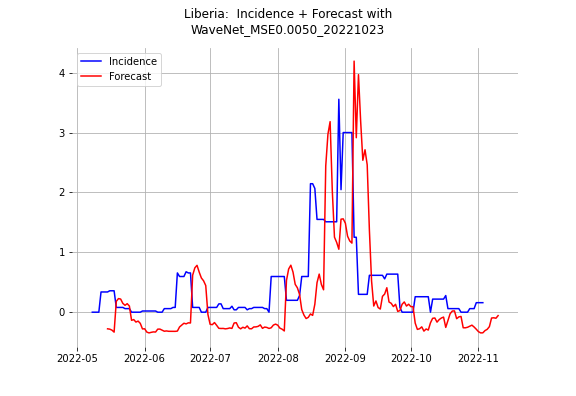 Liberia:  Incidence + Forecast with
WaveNet_MSE0.0050_20221023
Incidence
Forecast
4
3
2
1
0
2022-05 2022-06 2022-07 2022-08 2022-09 2022-10 2022-11